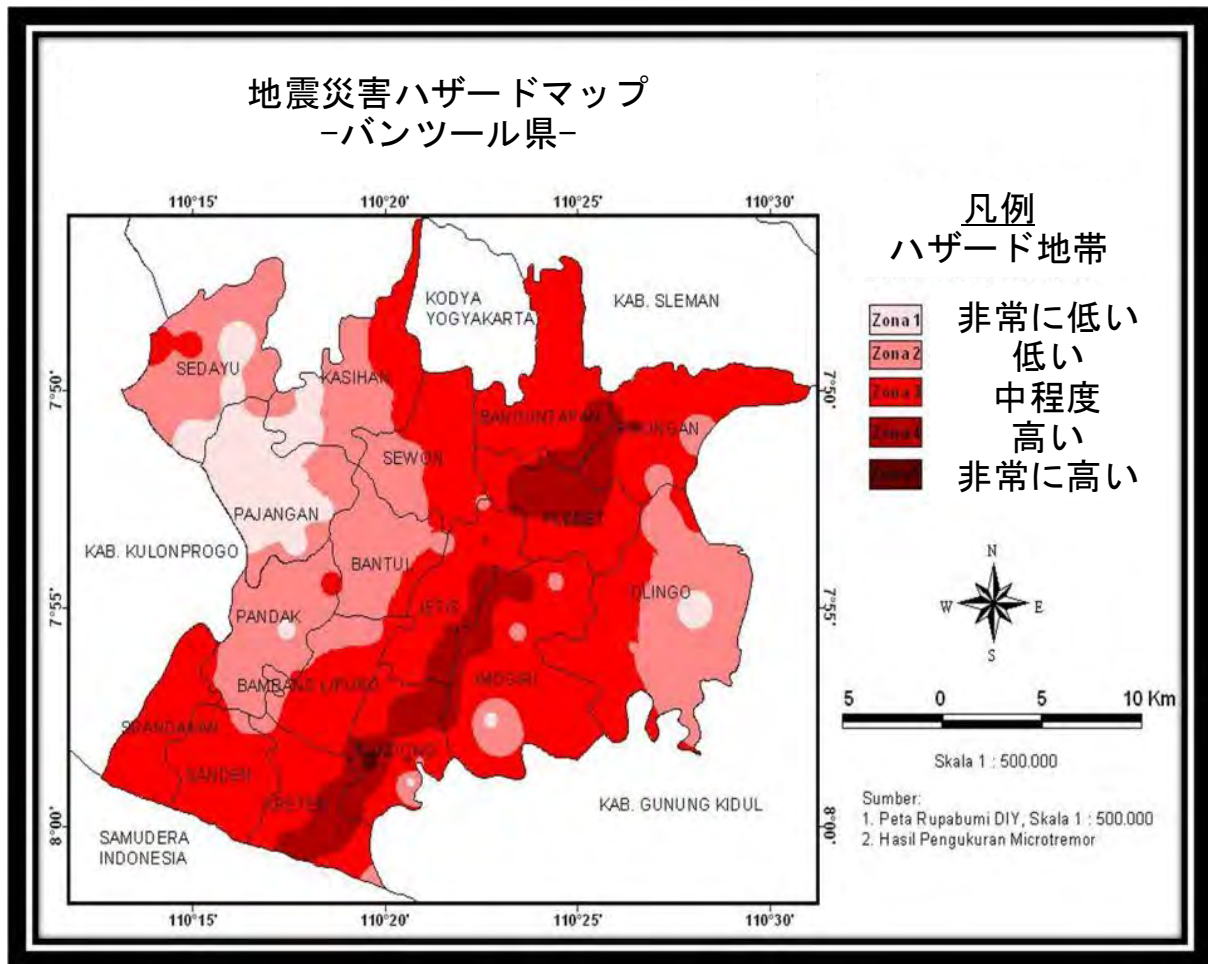 地震災害ハザードマップ
-バンツール県-
110°15'
110°20'
110°25'
110°30'
凡例
ハザード地帯
KODYA
YOGYAKARTA
KAB. SLEMAN
Zona 1
非常に低い
Zona 2
低い
Zona 3
中程度
Zona 4
高い
非常に高い
SEDAYU
KASIHAN
7°50'
7°50'
BANGUNTAPAN
SEWON
PAJANGAN
KAB. KULONPROGO
BANTUL
DLINGO
N
W
E
S
7°55'
7°55'
PANDAK
JETIS
BAMBANG LIPURO
IMOGIRI
5
0
5
10 Km
SRANDAKAN
SANDEN
KRETEK
Skala 1 : 500.000
KAB. GUNUNG KIDUL
Sumber:
1. Peta Rupabumi DIY, Skala 1 : 500.000
2. Hasil Pengukuran Microtremor
8°00'
8°00'
SAMUDERA
INDONESIA
110°15'
110°20'
110°25'
110°30'